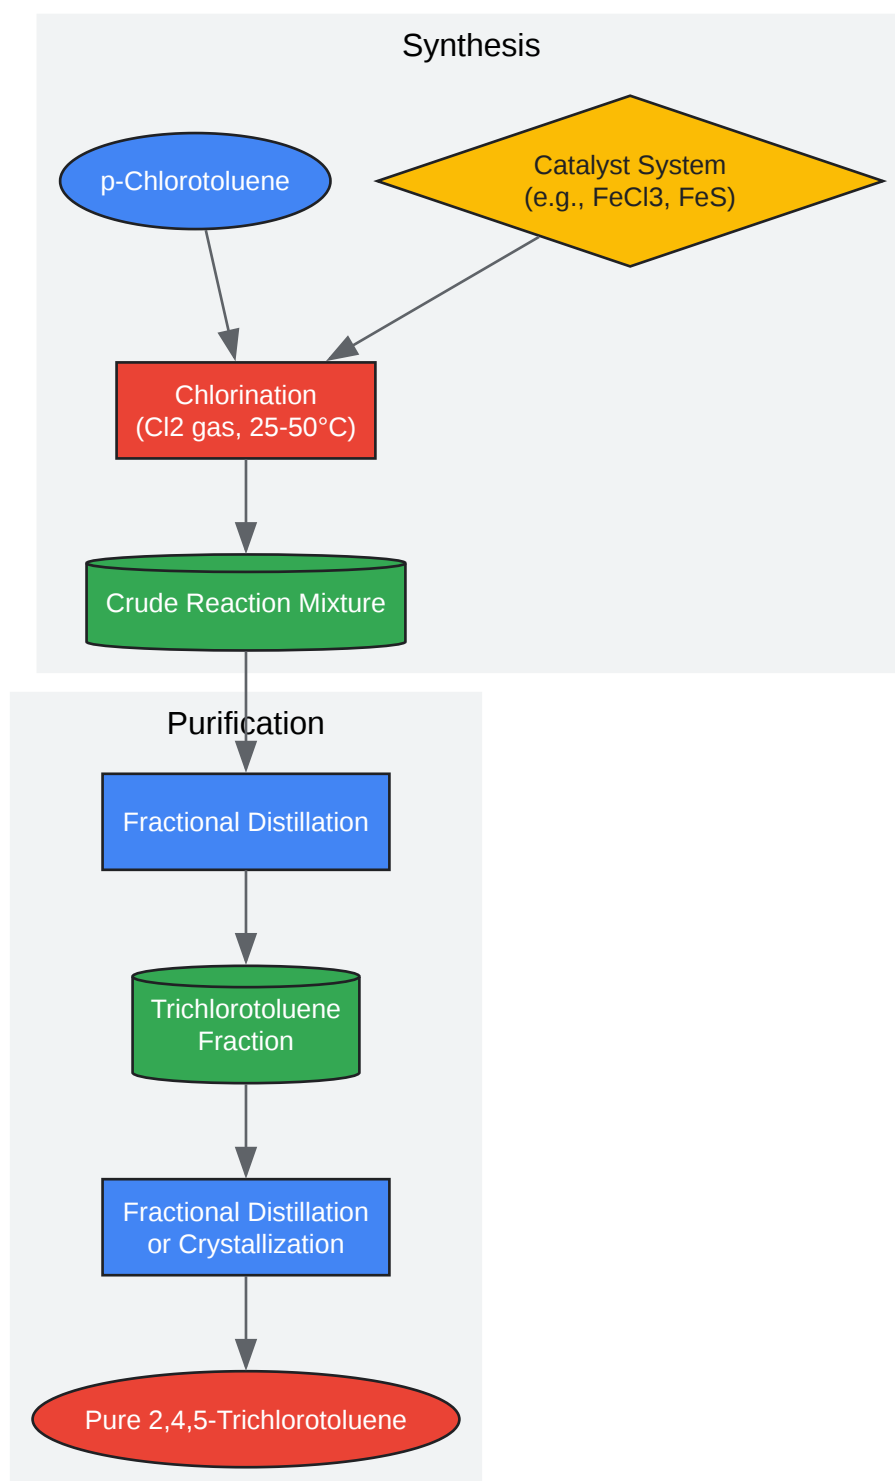 Synthesis
p-Chlorotoluene
Catalyst System
(e.g., FeCl3, FeS)
Chlorination
(Cl2 gas, 25-50°C)
Crude Reaction Mixture
Purification
Fractional Distillation
Trichlorotoluene
Fraction
Fractional Distillation
or Crystallization
Pure 2,4,5-Trichlorotoluene